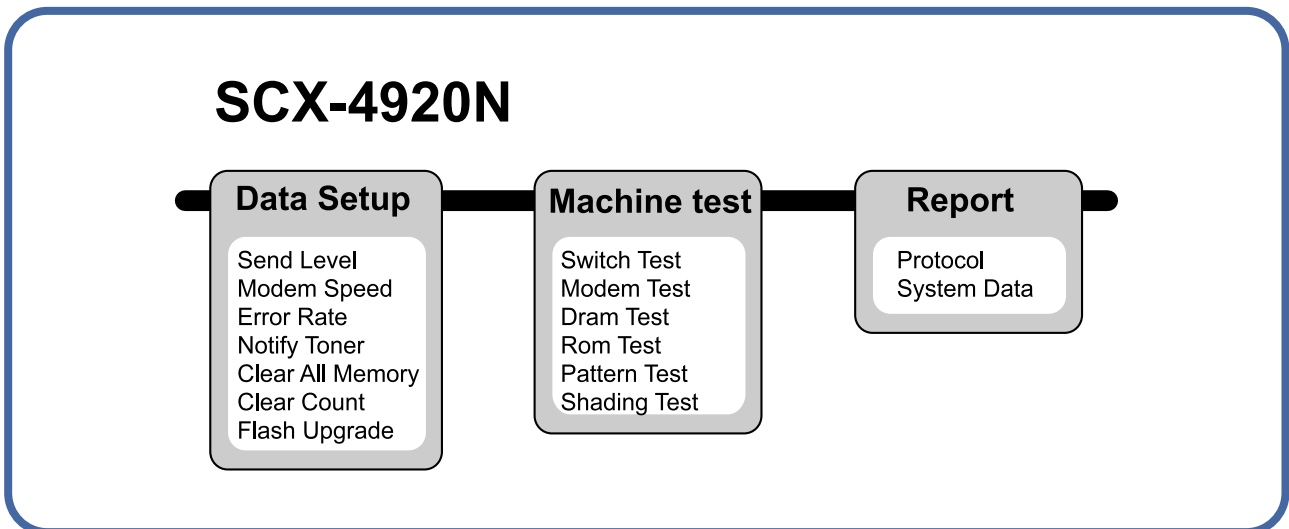 SCX-4920N
Data Setup
Send Level
Modem Speed
Error Rate
Notify Toner
Clear All Memory
Clear Count
Flash Upgrade
Machine test
Switch Test
Modem Test
Dram Test
Rom Test
Pattern Test
Shading Test
Report
Protocol
System Data